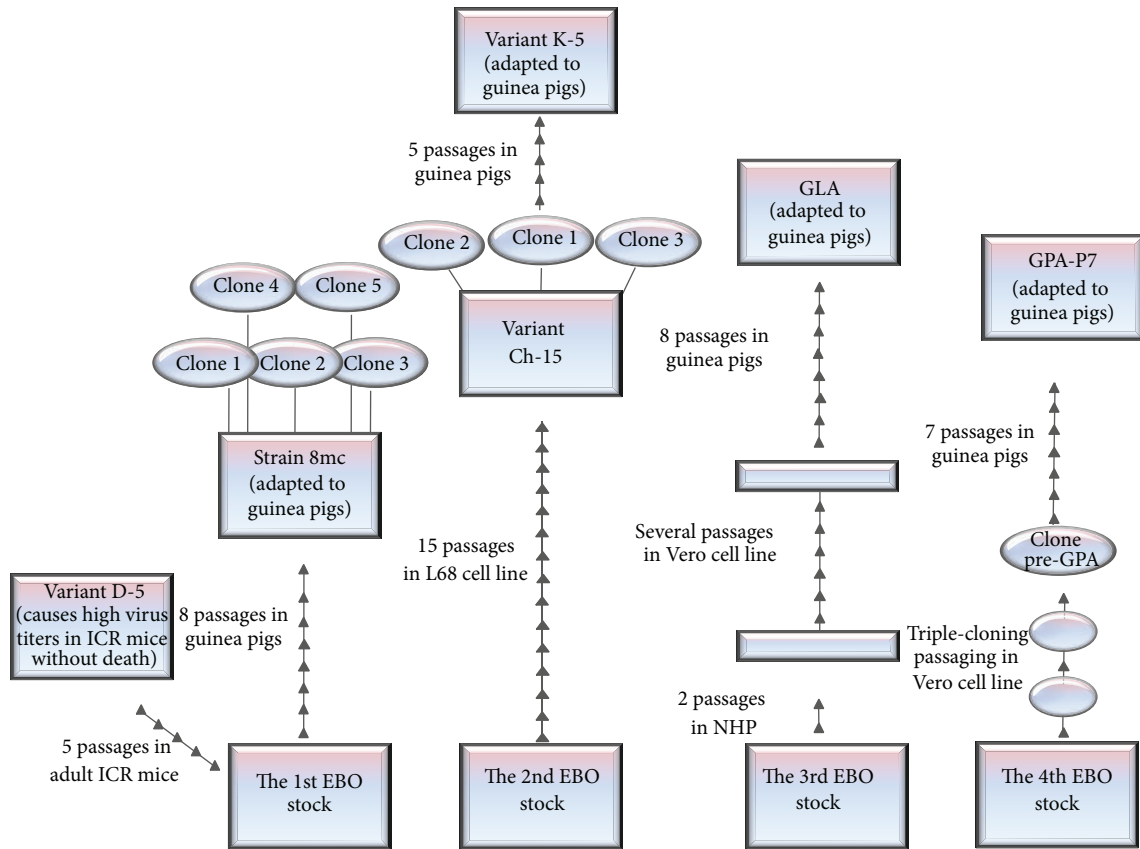 Variant K-5
(adapted to
guinea pigs)
5 passages in
guinea pigs
Clone 2
Clone 1
Clone 3
Variant
Ch-15
15 passages
in L68 cell line
The 2nd EBO
stock
Clone 4
Clone 5
Clone 1
Clone 2
Clone 3
Strain 8mc
(adapted to
guinea pigs)
8 passages in
guinea pigs
Variant D-5
(causes high virus
titers in ICR mice
without death)
5 passages in
adult ICR mice
The 1st EBO
stock
GLA
(adapted to
guinea pigs)
8 passages in
guinea pigs
Several passages
in Vero cell line
2 passages
in NHP
The 3rd EBO
stock
GPA-P7
(adapted to
guinea pigs)
7 passages in
guinea pigs
Clone
pre-GPA
Triple-cloning
passaging in
Vero cell line
The 4th EBO
stock